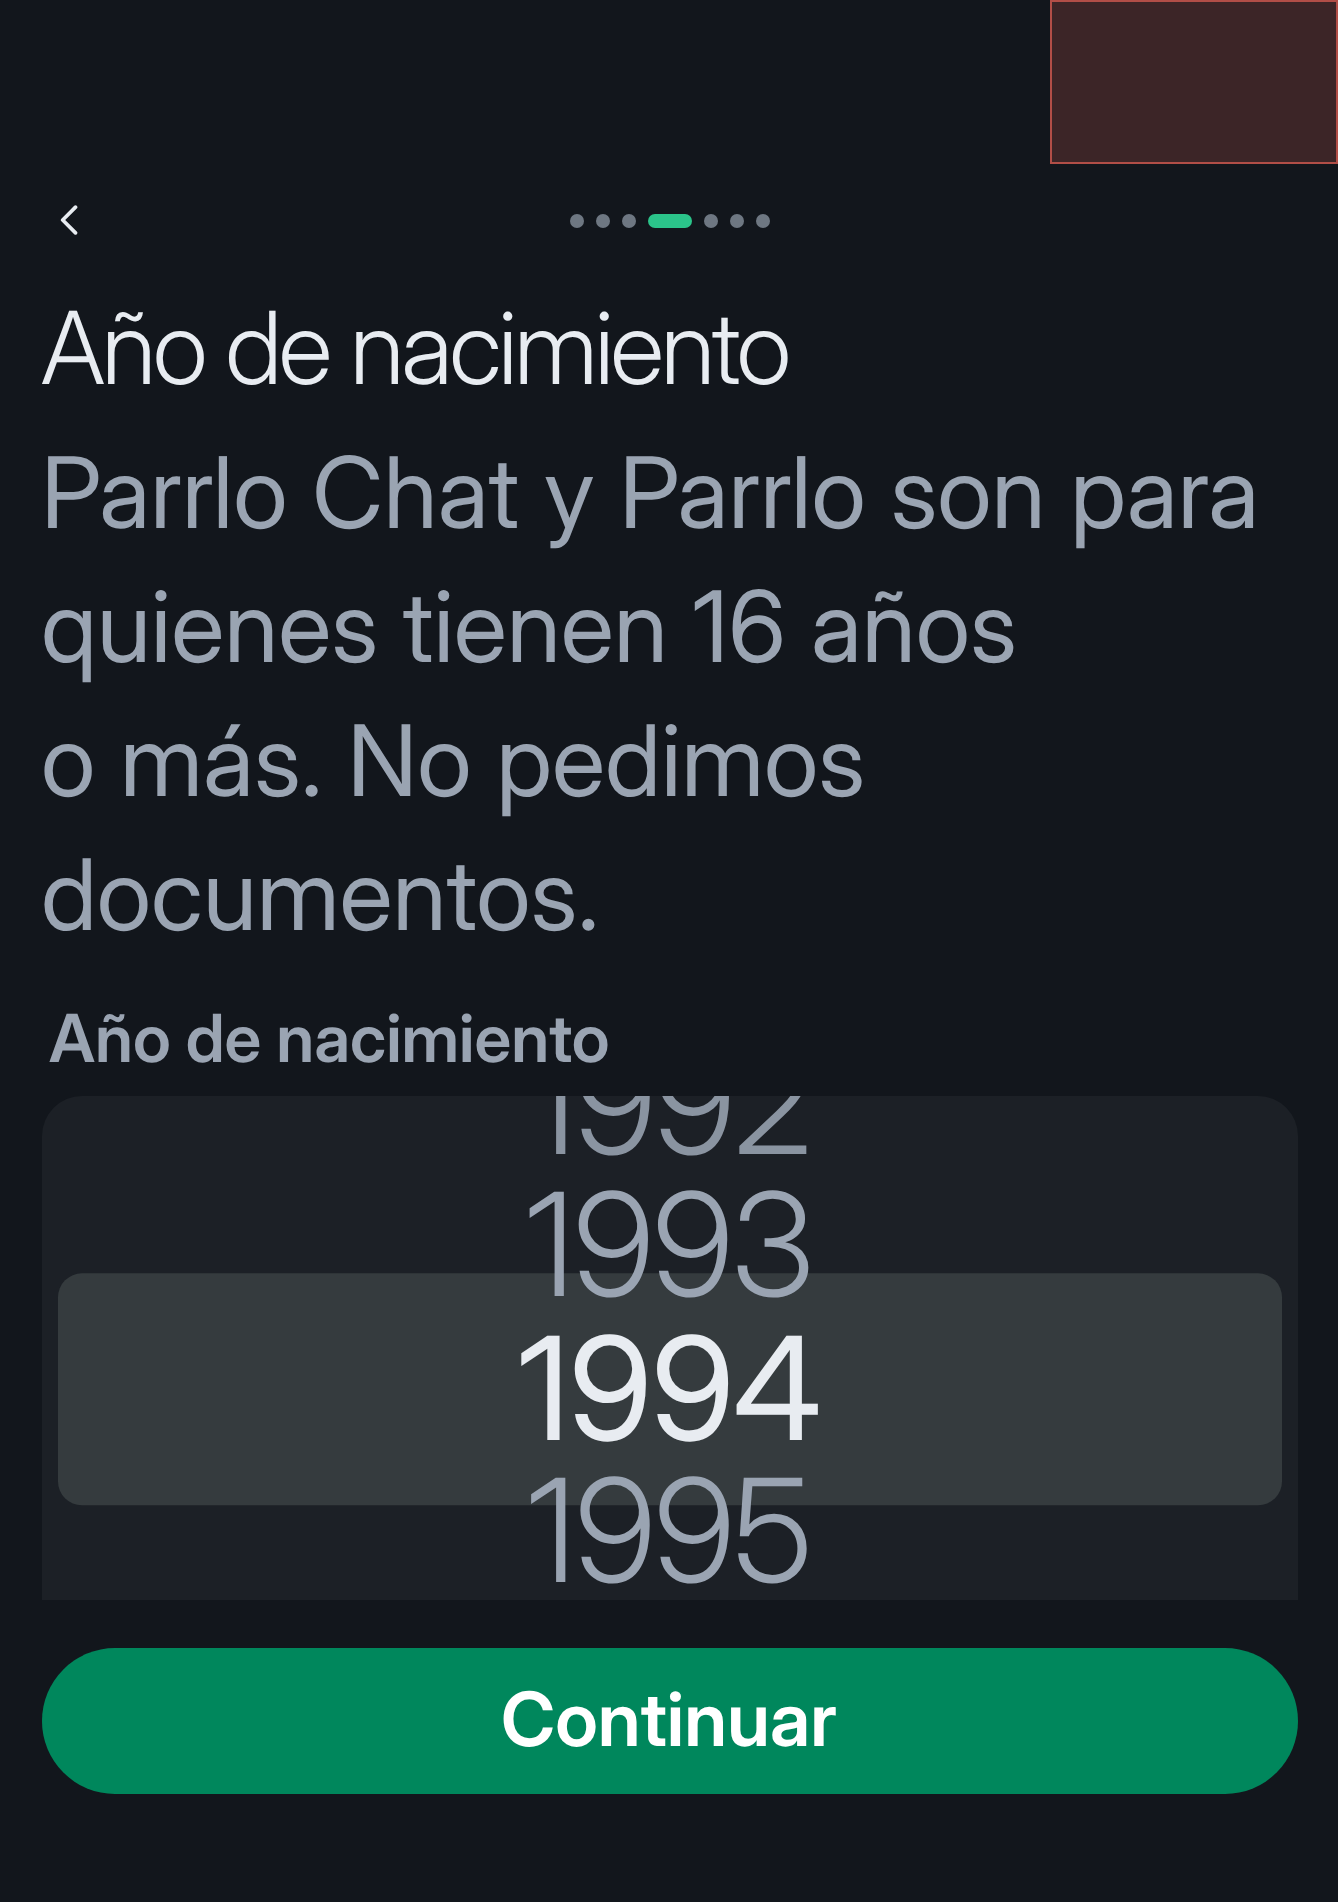 Año de nacimiento
Parrlo Chat y Parrlo son para
quienes tienen 16 años
o más. No pedimos
documentos.
Año de nacimiento
1992
1993
1994
1995
Continuar